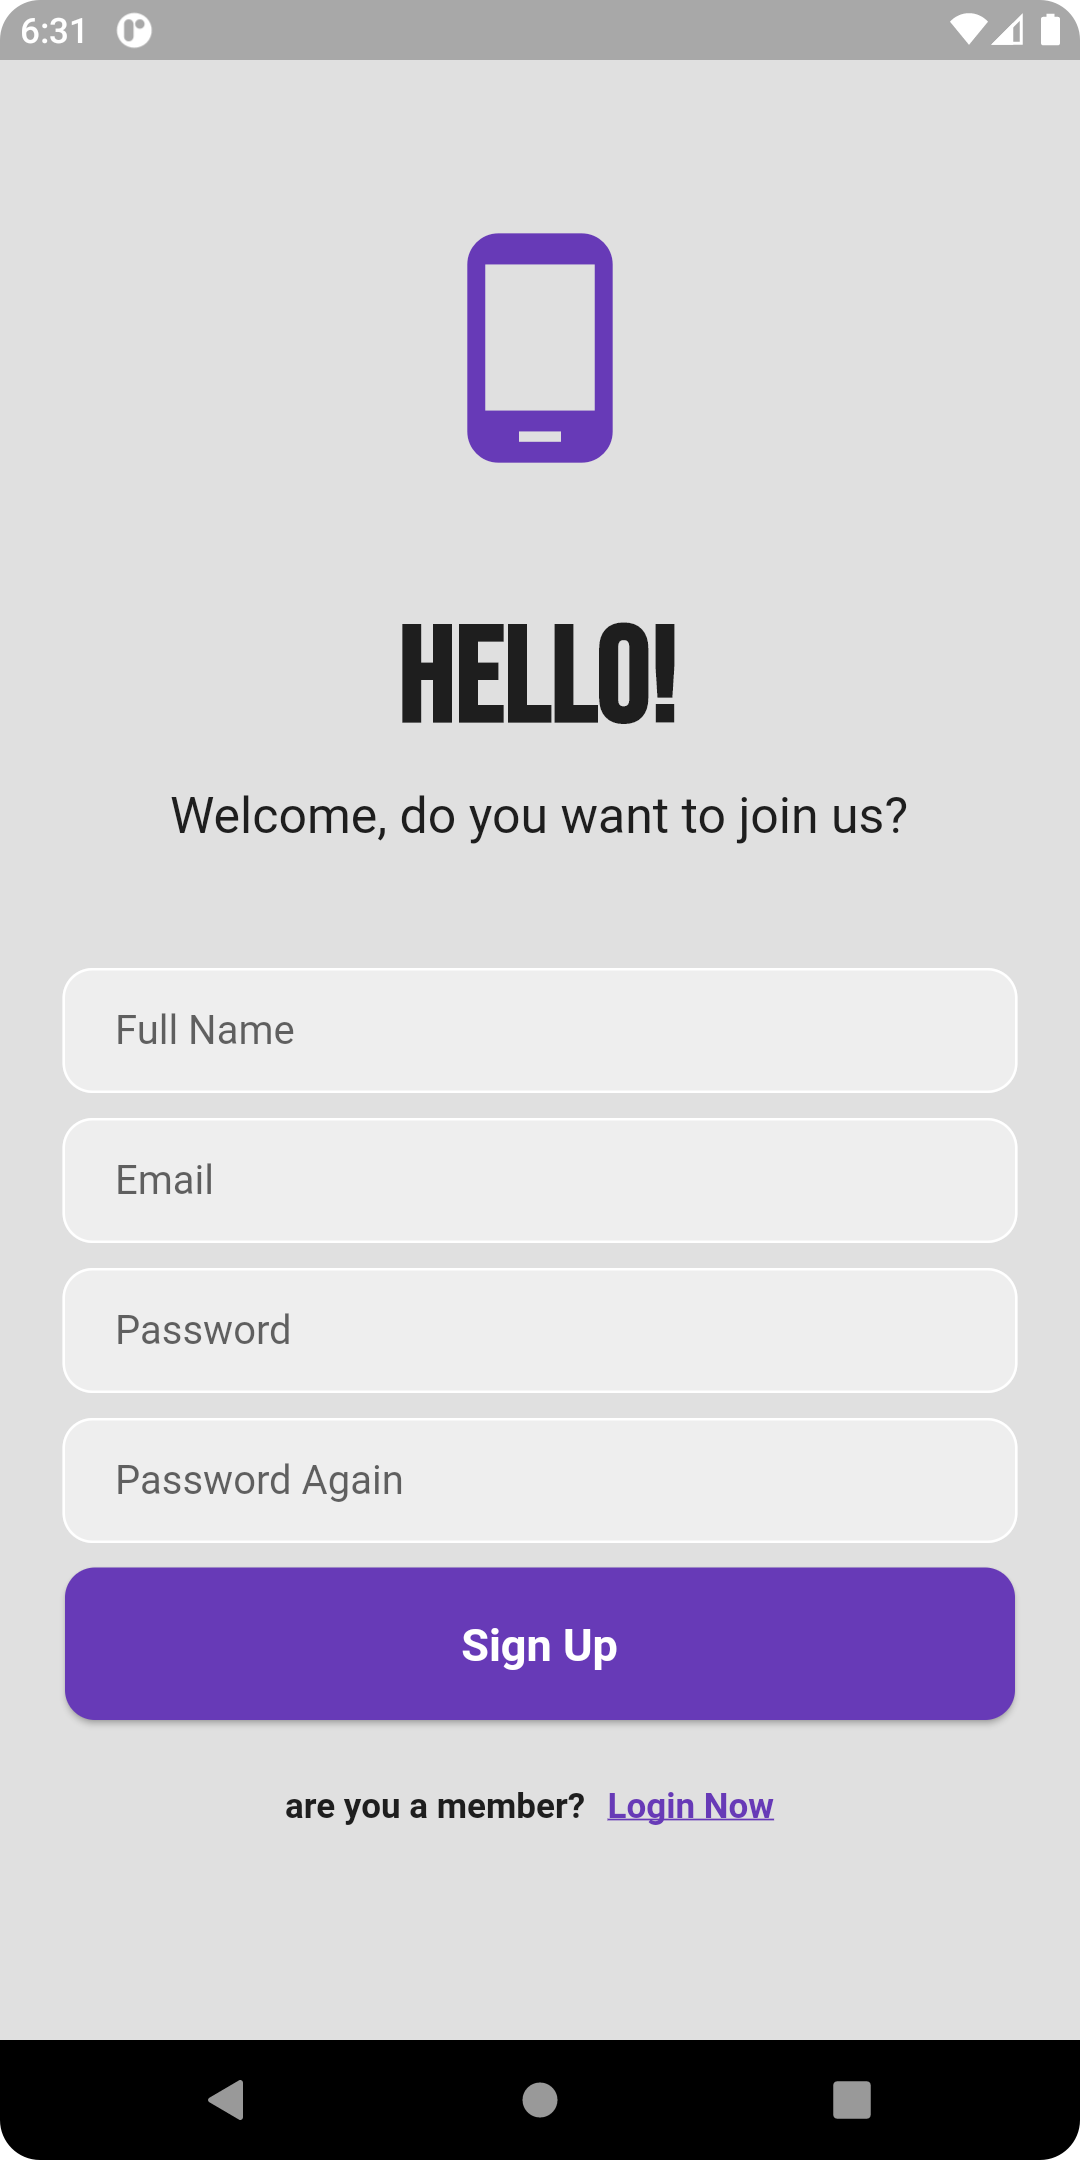 6:31
HELLO!
Welcome, do you want to join us?
Full Name
Email
Password
Password Again
Sign Up
are you a member? Login Now